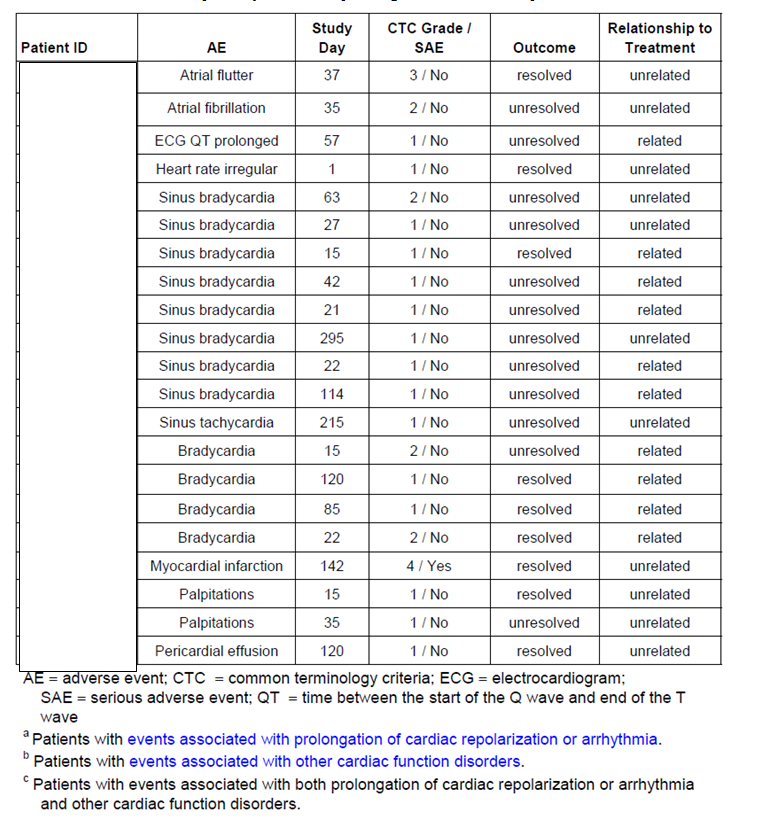 Study CTC Grade / Relationship to
Patient ID AE Day SAE Outcome Treatment
Atrial flutter 37 3 / No resolved unrelated
Atrial fibrillation 35 2 / No unresolved unrelated
ECG QT prolonged 57 1 / No unresolved related
Heart rate irregular 1 1 / No resolved unrelated
Sinus bradycardia 63 2 / No unresolved unrelated
Sinus bradycardia 27 1 / No unresolved unrelated
Sinus bradycardia 15 1 / No resolved related
Sinus bradycardia 42 1 / No unresolved related
Sinus bradycardia 21 1 / No unresolved related
Sinus bradycardia 295 1 / No unresolved unrelated
Sinus bradycardia 22 1 / No unresolved related
Sinus bradycardia 114 1 / No unresolved related
Sinus tachycardia 215 1 / No unresolved unrelated
Bradycardia 15 2 / No unresolved related
Bradycardia 120 1 / No resolved related
Bradycardia 85 1 / No resolved related
Bradycardia 22 2 / No resolved related
Myocardial infarction 142 4 / Yes resolved unrelated
Palpitations 15 1 / No resolved unrelated
Palpitations 35 1 / No unresolved unrelated
Pericardial effusion 120 1 / No resolved unrelated
AE = adverse event; CTC = common terminology criteria; ECG = electrocardiogram;
SAE = serious adverse event; QT = time between the start of the Q wave and end of the T
wave
a Patients with events associated with prolongation of cardiac repolarization or arrhythmia.
b Patients with events associated with other cardiac function disorders.
c Patients with events associated with both prolongation of cardiac repolarization or arrhythmia
and other cardiac function disorders.